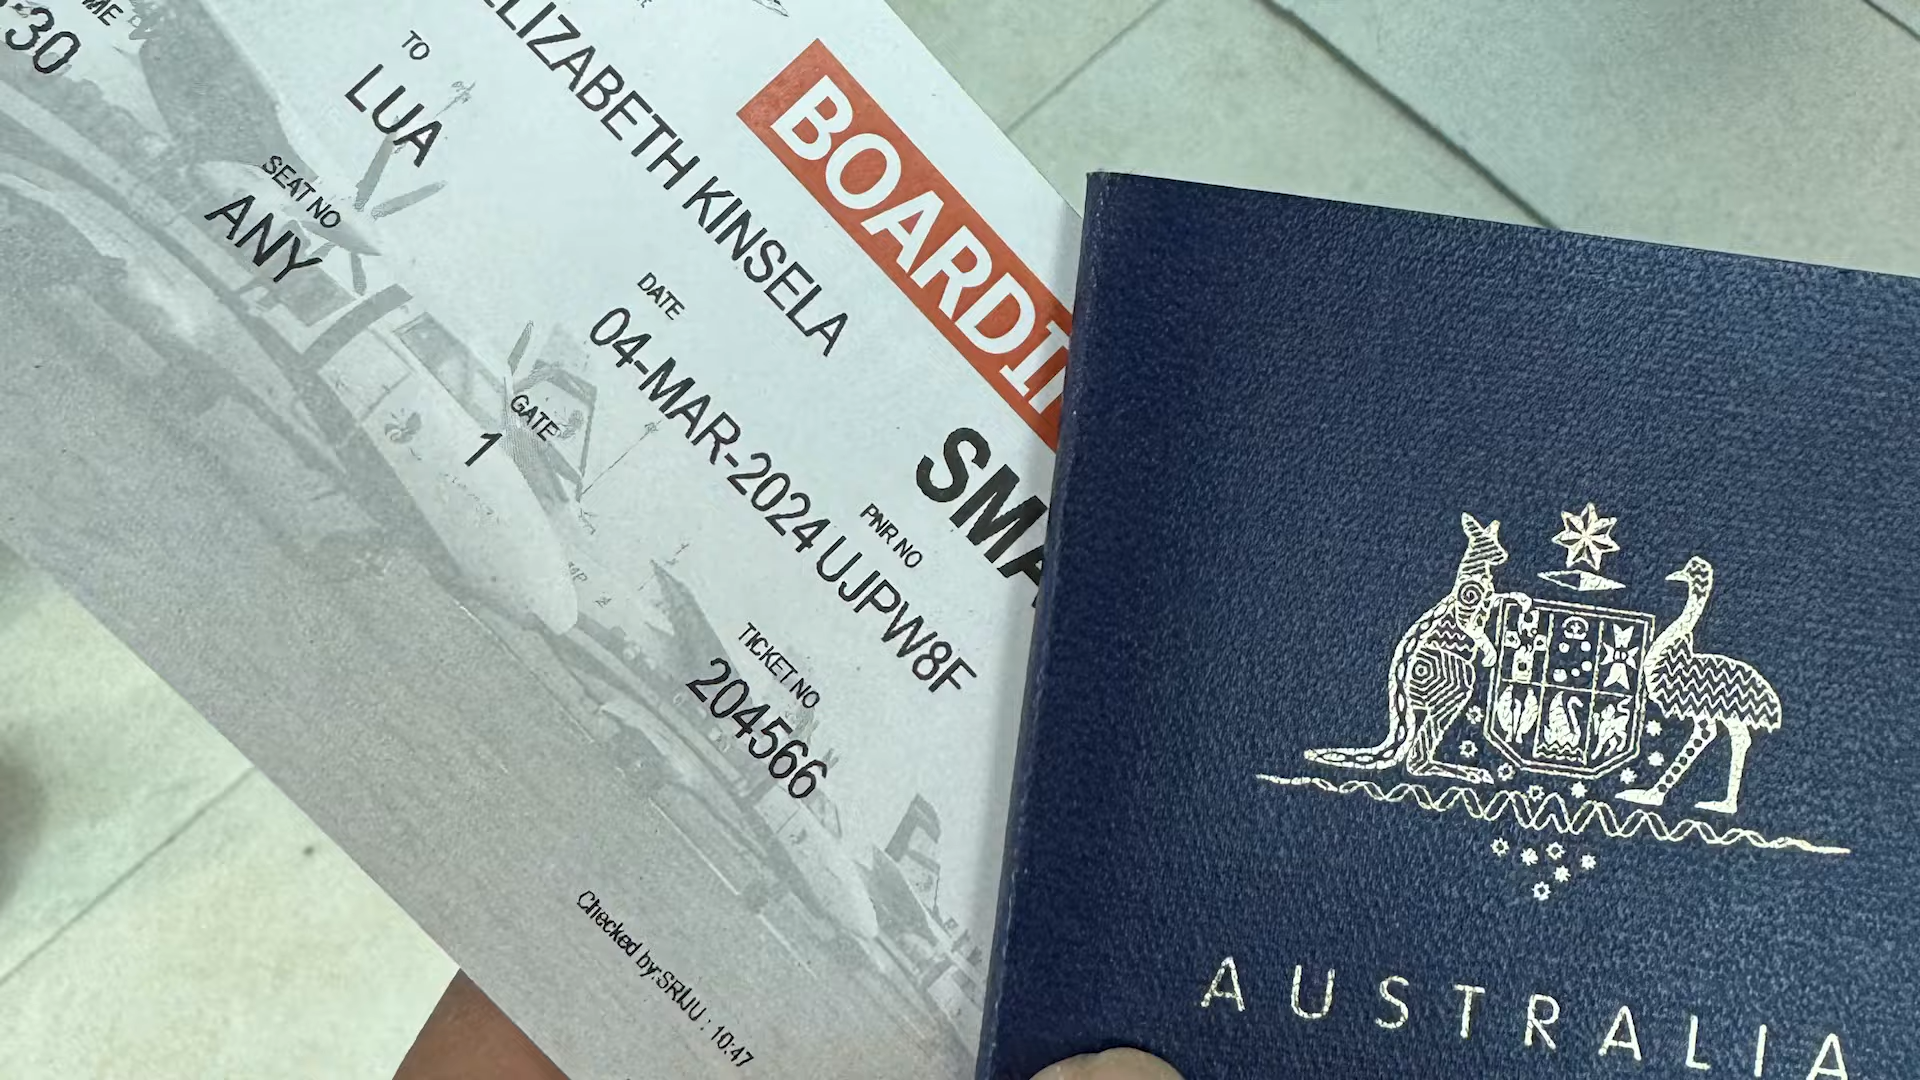 BOARDI
SMA
ELIZABETH KINSELA
TO
LUA
DATE
PNR NO
04-MAR-2024 UJPW8F
SEAT NO
ANY
GATE
1
TICKET NO
204566
:30
Checked by:SRIJU : 10:47
AUSTRALIA